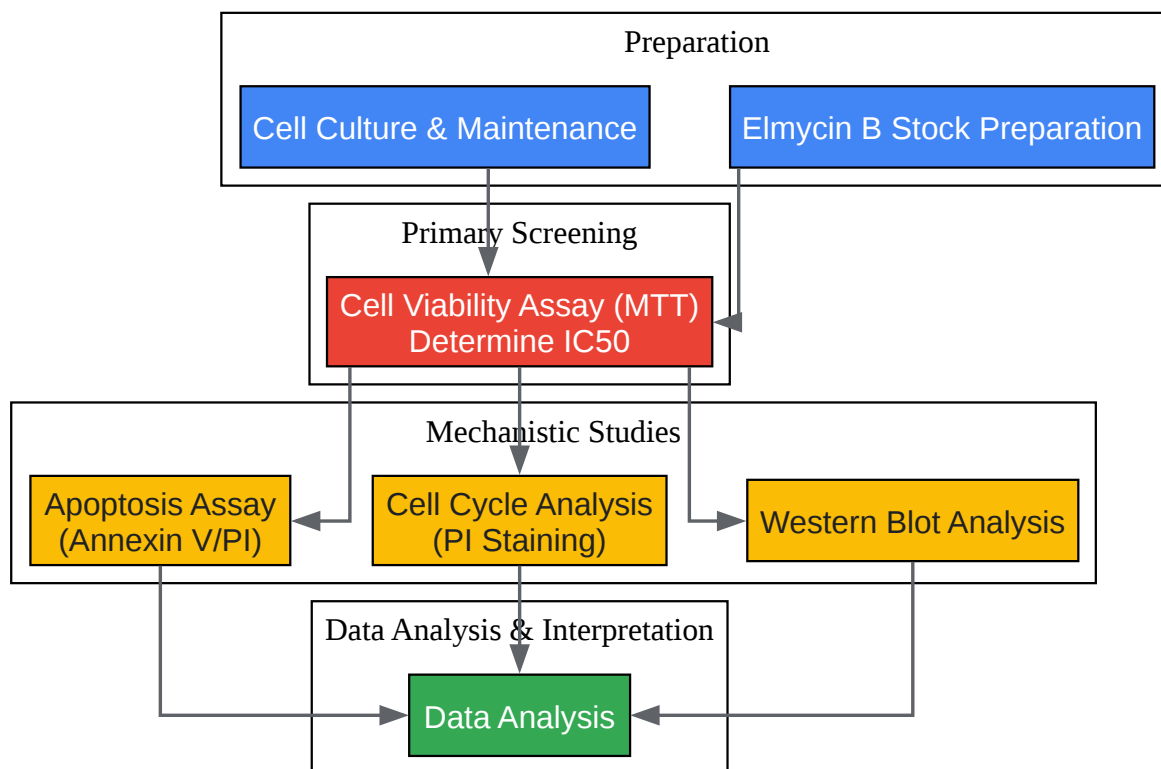 Preparation
Cell Culture & Maintenance
Elmycin B Stock Preparation
Primary Screening
Cell Viability Assay (MTT)
Determine IC50
Mechanistic Studies
Apoptosis Assay
(Annexin V/PI)
Cell Cycle Analysis
(PI Staining)
Western Blot Analysis
Data Analysis & Interpretation
Data Analysis